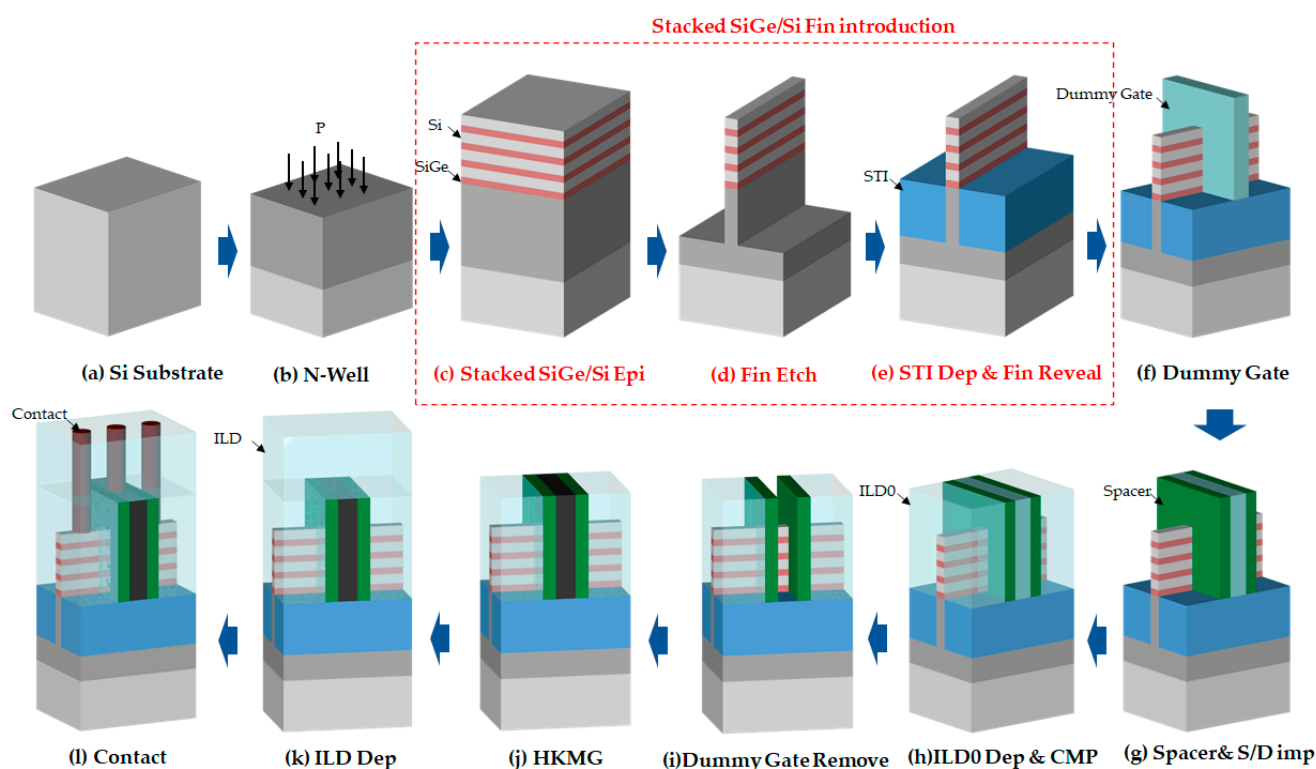 Stacked SiGe/Si Fin introduction
P
Si
SiGe
STI
Dummy Gate
(a) Si Substrate
(b) N-Well
(c) Stacked SiGe/Si Epi
(d) Fin Etch
(e) STI Dep & Fin Reveal
(f) Dummy Gate
Contact
ILD
ILD0
Spacer
(l) Contact
(k) ILD Dep
(j) HKMG
(i)Dummy Gate Remove
(h)ILD0 Dep & CMP
(g) Spacer& S/D imp